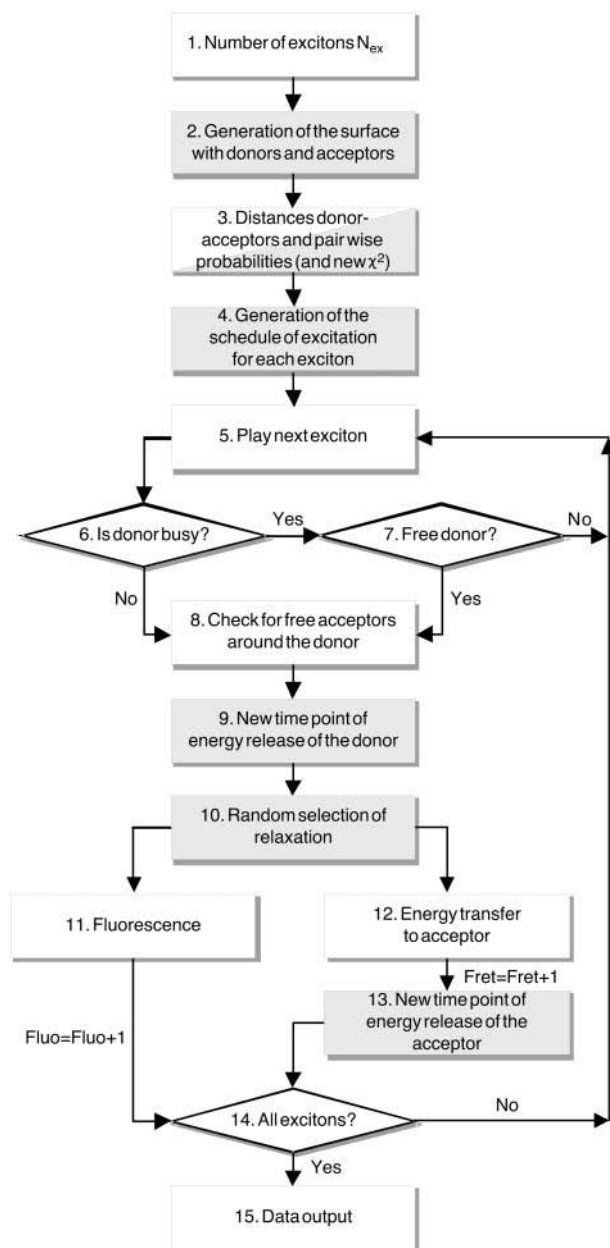 1. Number of excitons Nex
2. Generation of the surface
with donors and acceptors
3. Distances donor-
acceptors and pair wise
probabilities (and new χ²)
4. Generation of the
schedule of excitation
for each exciton
5. Play next exciton
6. Is donor busy?
Yes
7. Free donor?
No
No
Yes
8. Check for free acceptors
around the donor
9. New time point of
energy release of the donor
10. Random selection of
relaxation
11. Fluorescence
12. Energy transfer
to acceptor
Fret=Fret+1
13. New time point of
energy release of the
acceptor
Fluo=Fluo+1
14. All excitons?
No
Yes
15. Data output